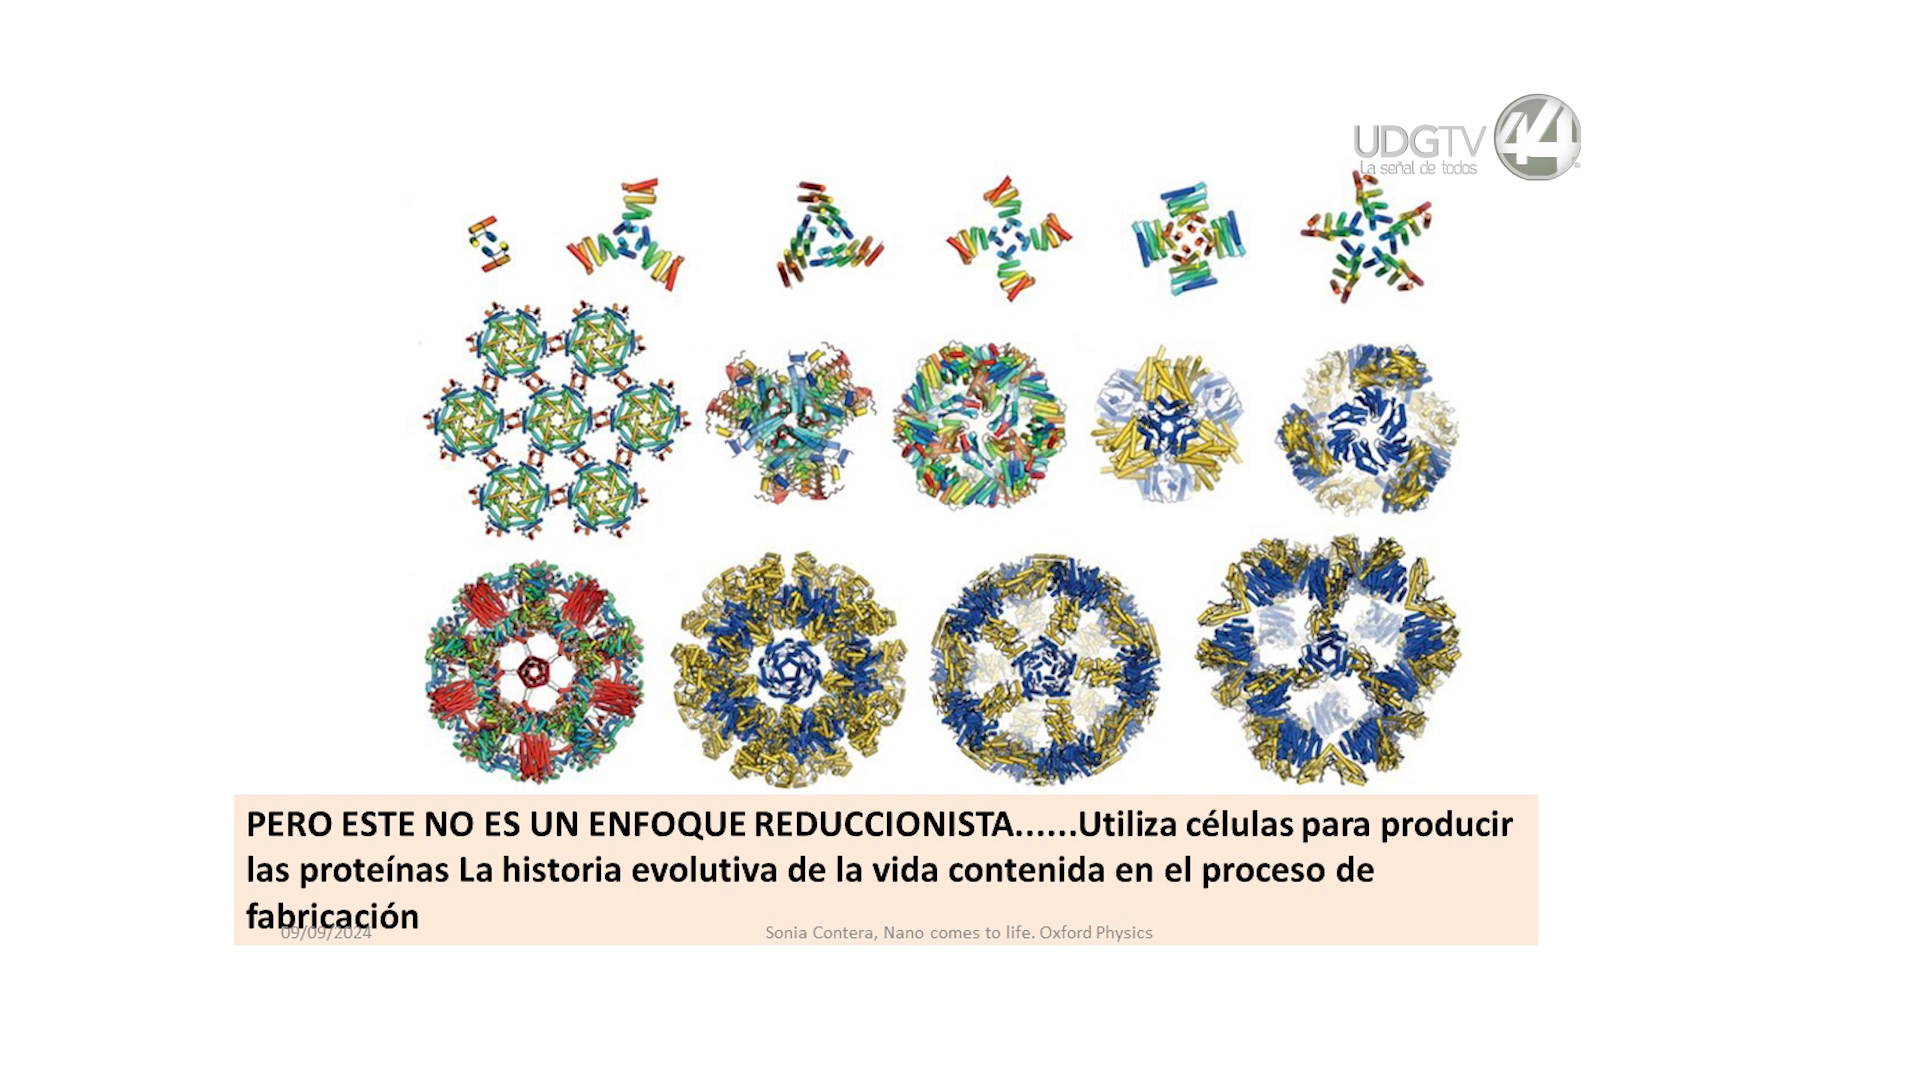 UDGTV 44
La señal de todos
PERO ESTE NO ES UN ENFOQUE REDUCCIONISTA......Utiliza células para producir
las proteínas La historia evolutiva de la vida contenida en el proceso de
fabricación
09/09/2024
Sonia Contera, Nano comes to life. Oxford Physics